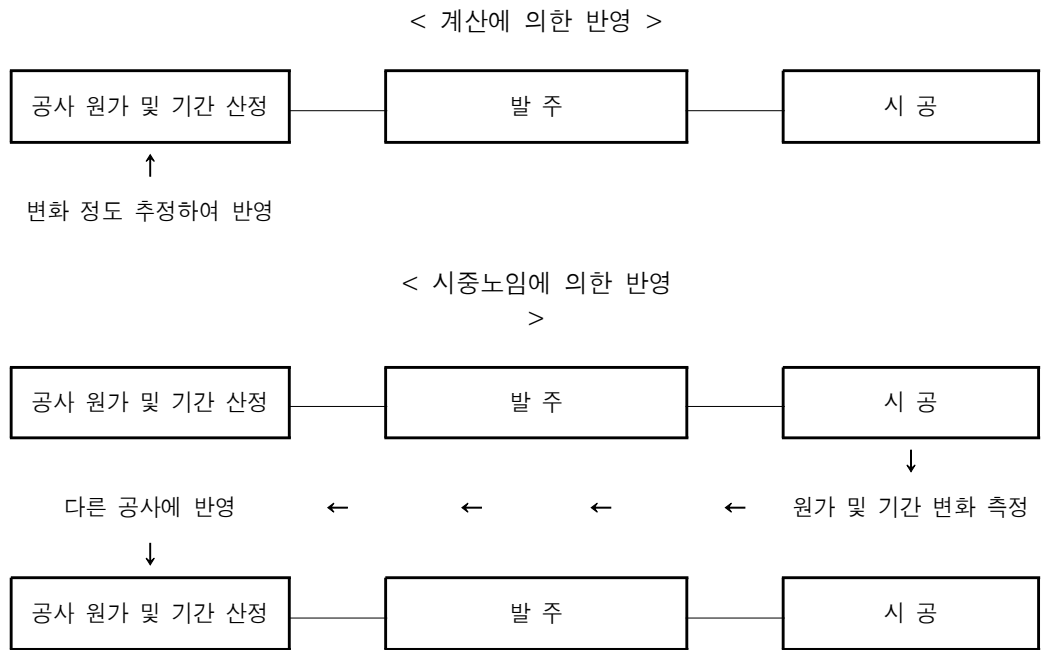 < 계산에 의한 반영 >
공사 원가 및 기간 산정 발 주 시 공
↑
변화 정도 추정하여 반영
< 시중노임에 의한 반영
>
공사 원가 및 기간 산정 발 주 시 공
↓
다른 공사에 반영 ← ← ← ← 원가 및 기간 변화 측정
↓
공사 원가 및 기간 산정 발 주 시 공